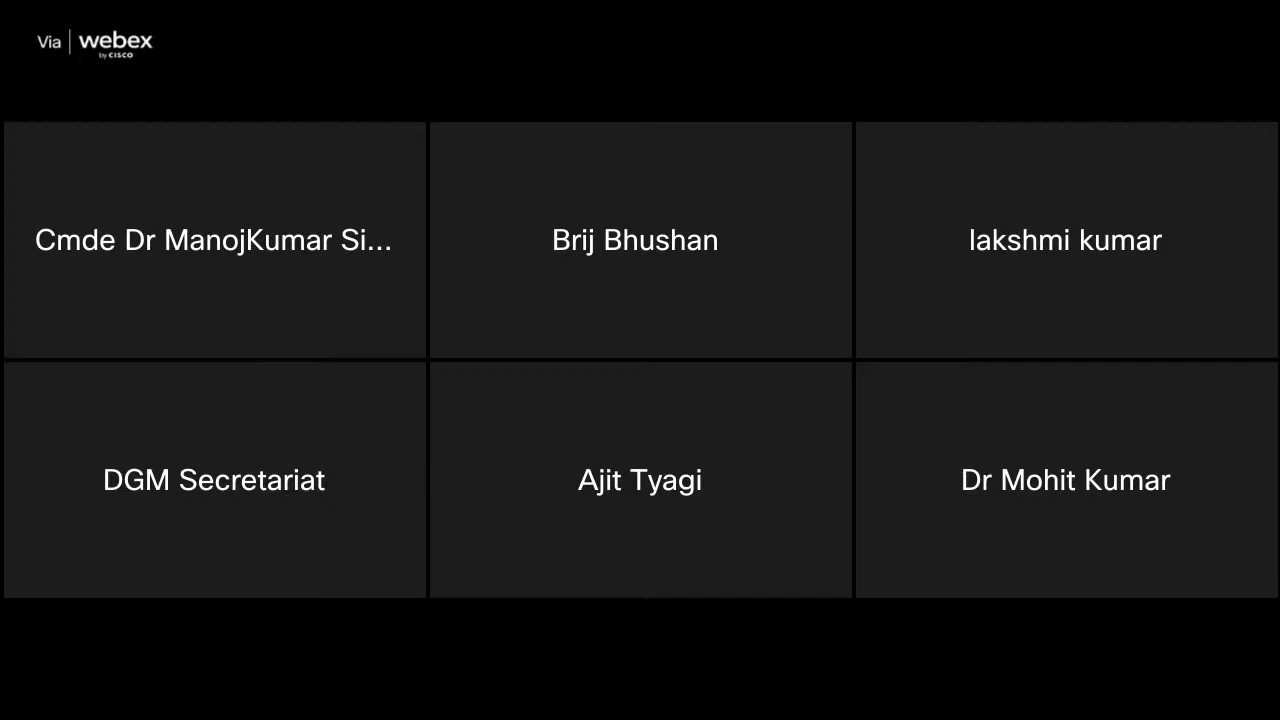 Via | webex
by CISCO
Cmde Dr ManojKumar Si...
Brij Bhushan
lakshmi kumar
DGM Secretariat
Ajit Tyagi
Dr Mohit Kumar